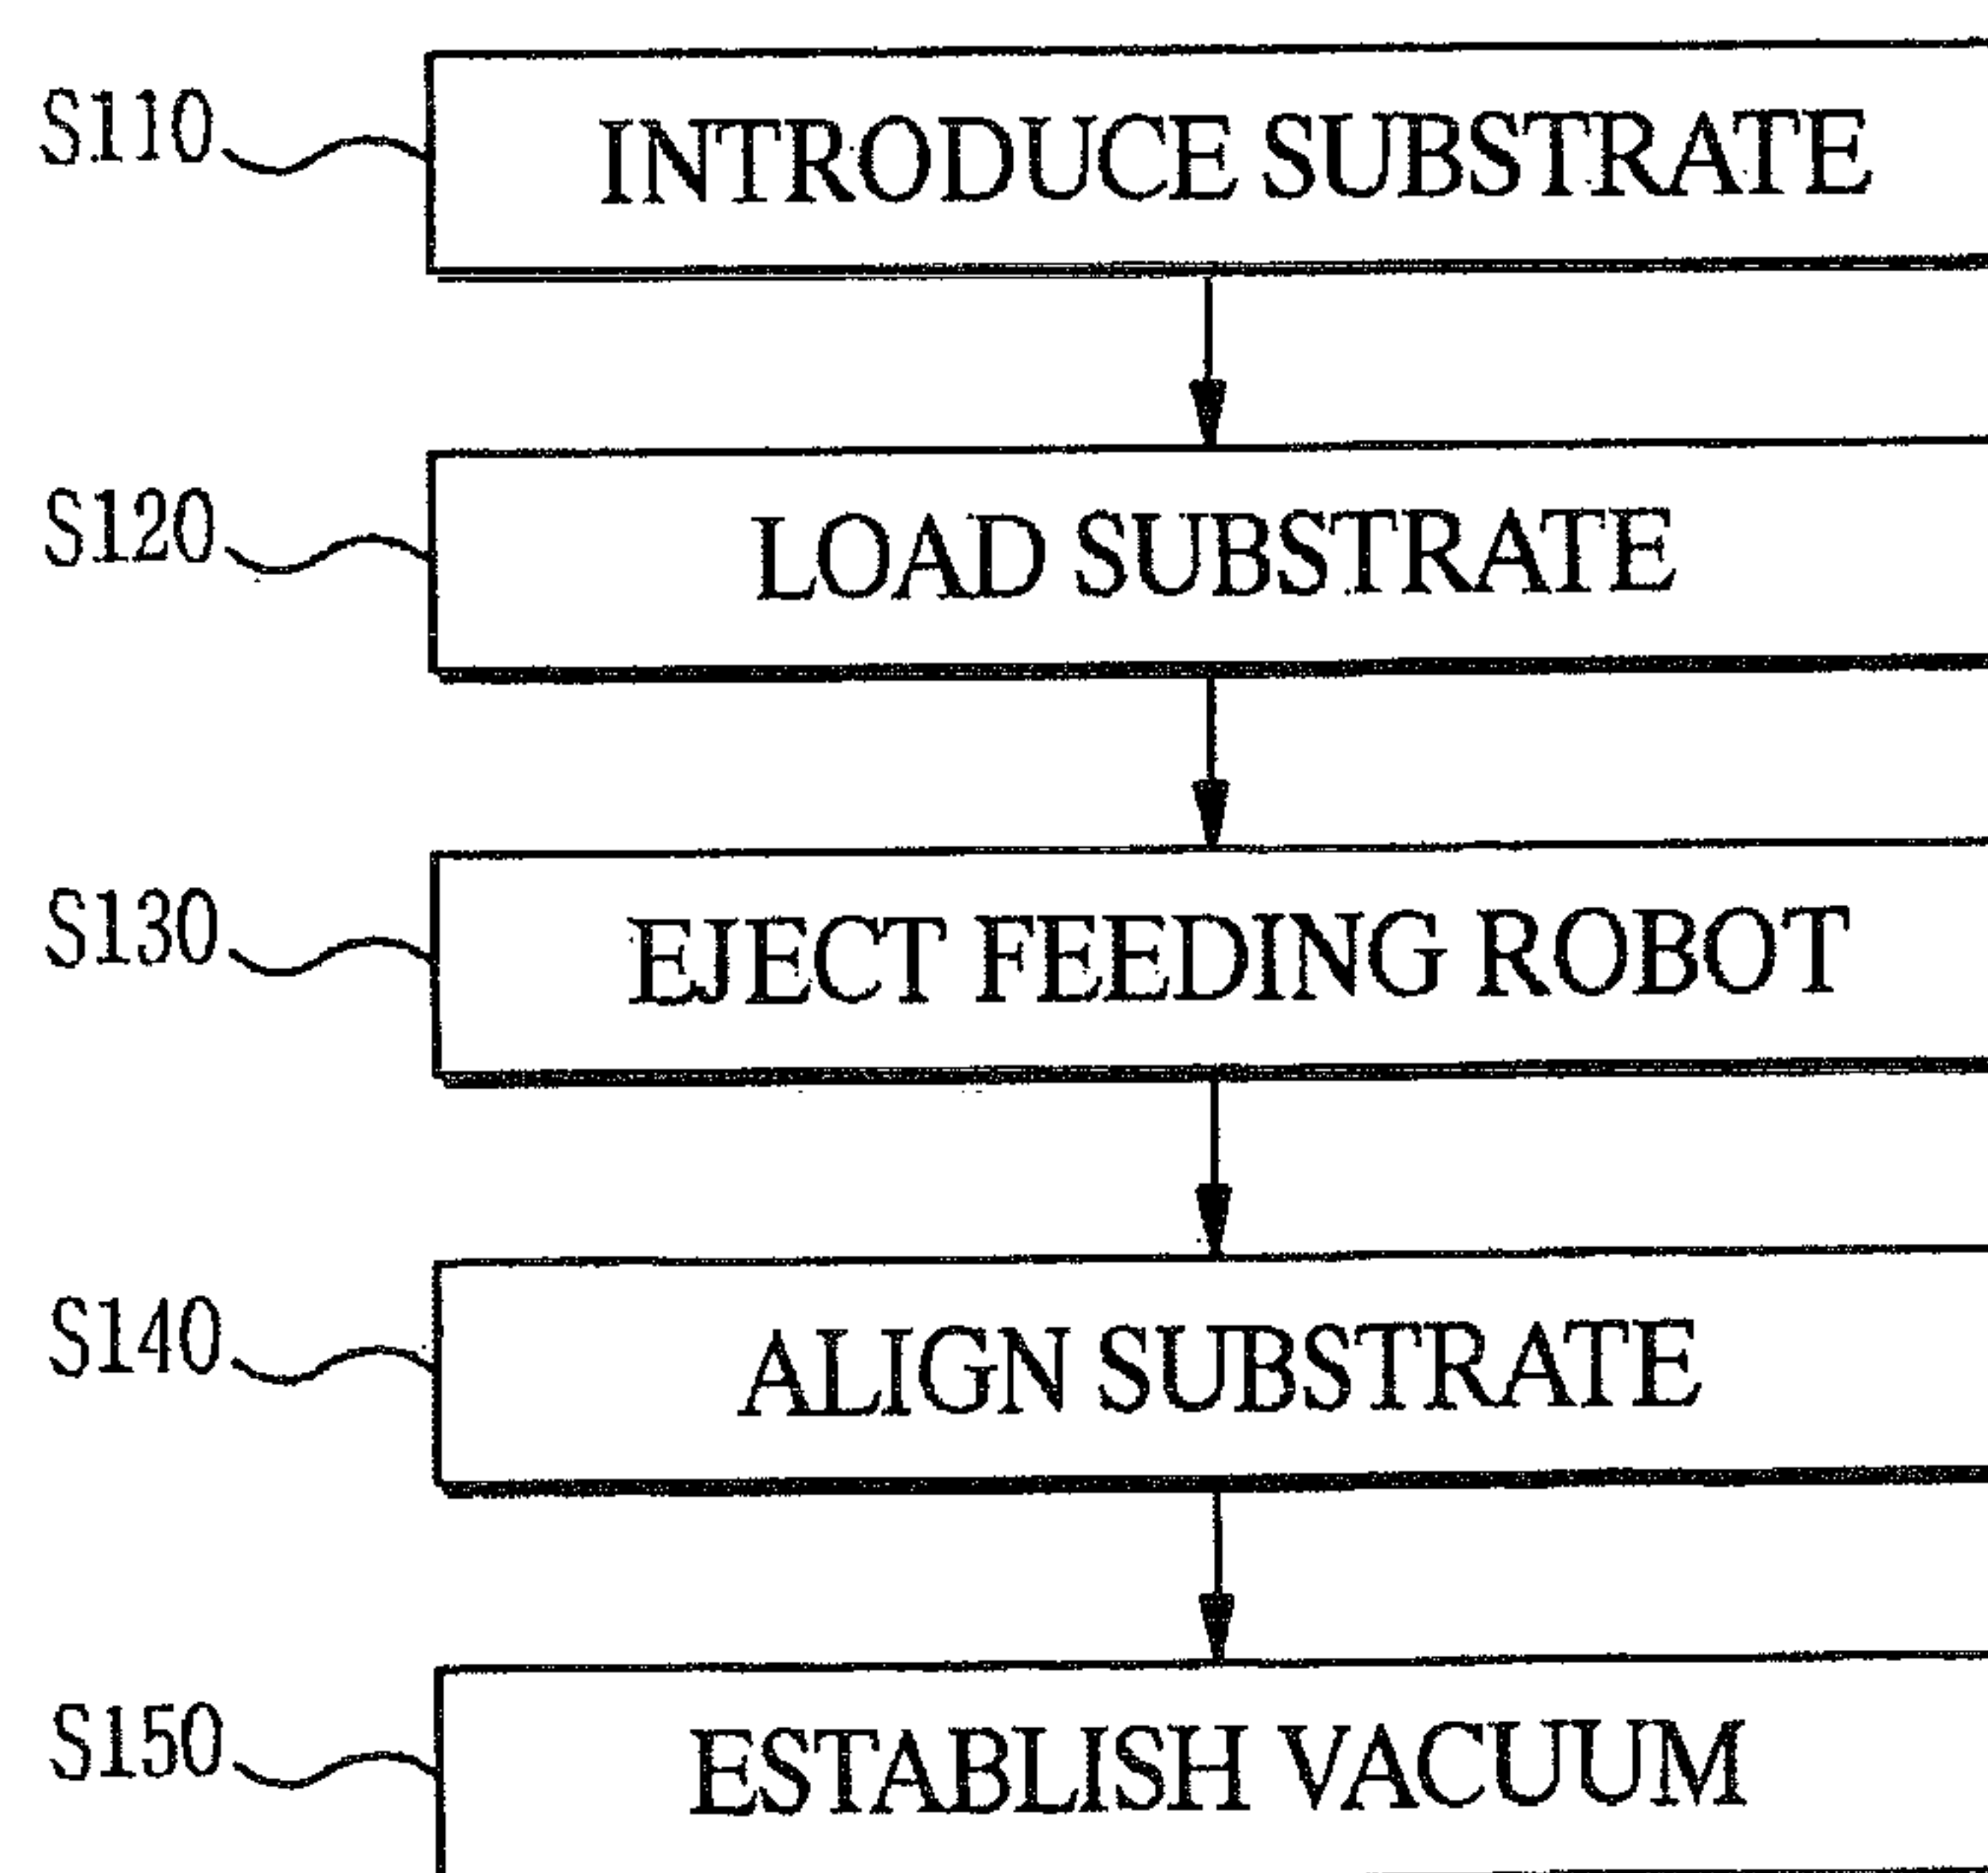 S110 INTRODUCE SUBSTRATE
S120 LOAD SUBSTRATE
S130 EJECT FEEDING ROBOT
S140 ALIGN SUBSTRATE
S150 ESTABLISH VACUUM